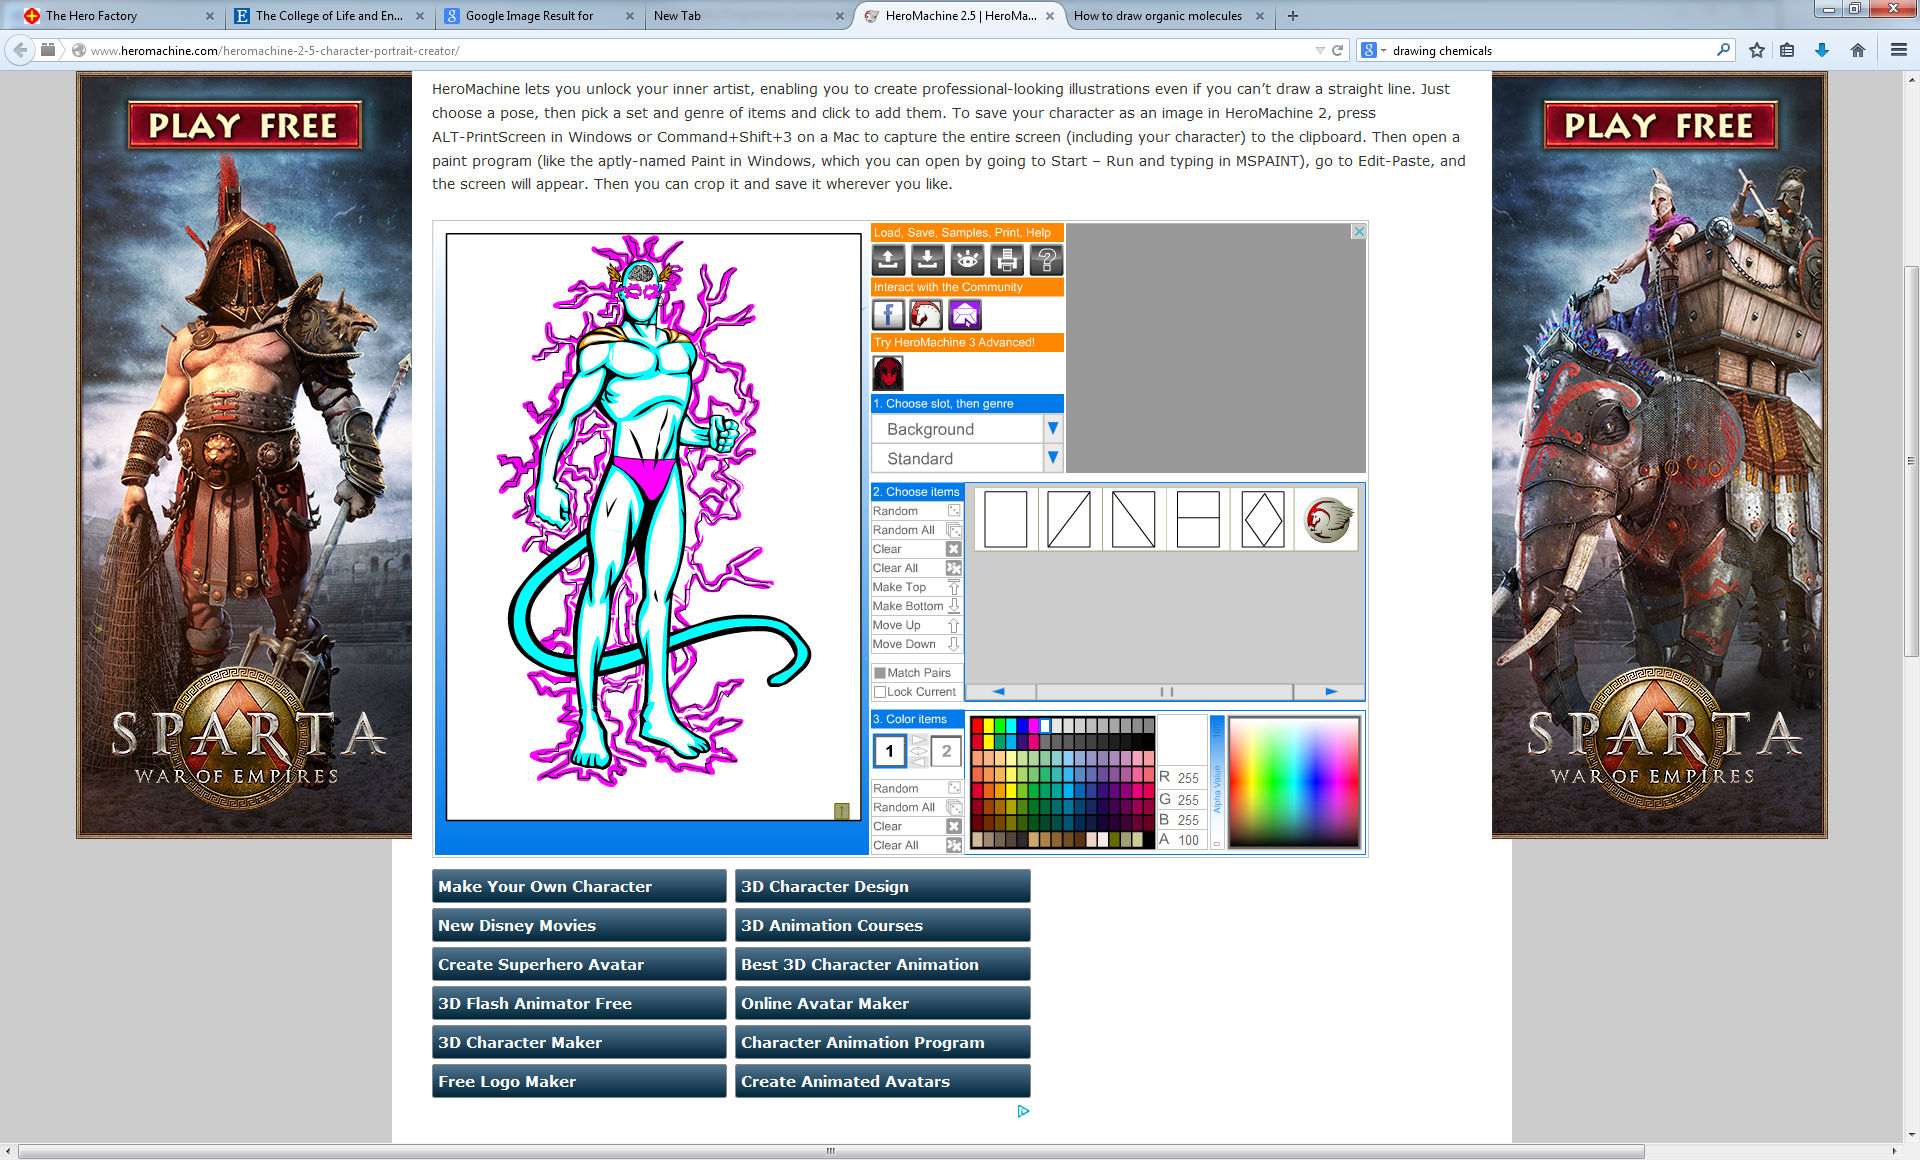 The Hero Factory
The College of Life and En...
Google Image Result for
New Tab
HeroMachine 2.5 | HeroMa...
How to draw organic molecules
www.heromachine.com/heromachine-2-5-character-portrait-creator/
drawing chemicals
PLAY FREE
SPARTA
WAR OF EMPIRES
HeroMachine lets you unlock your inner artist, enabling you to create professional-looking illustrations even if you can’t draw a straight line. Just
choose a pose, then pick a set and genre of items and click to add them. To save your character as an image in HeroMachine 2, press
ALT-PrintScreen in Windows or Command+Shift+3 on a Mac to capture the entire screen (including your character) to the clipboard. Then open a
paint program (like the aptly-named Paint in Windows, which you can open by going to Start – Run and typing in MSPAINT), go to Edit-Paste, and
the screen will appear. Then you can crop it and save it wherever you like.
Load, Save, Samples, Print, Help
Interact with the Community
Try HeroMachine 3 Advanced!
1. Choose slot, then genre
Background
Standard
2. Choose items
Random
Random All
Clear
Clear All
Make Top
Make Bottom
Move Up
Move Down
Match Pairs
Lock Current
3. Color items
1 2
Random
Random All
Clear
Clear All
R 255
G 255
B 255
A 100
0 Alpha Value 100
Make Your Own Character
3D Character Design
New Disney Movies
3D Animation Courses
Create Superhero Avatar
Best 3D Character Animation
3D Flash Animator Free
Online Avatar Maker
3D Character Maker
Character Animation Program
Free Logo Maker
Create Animated Avatars
PLAY FREE
SPARTA
WAR OF EMPIRES